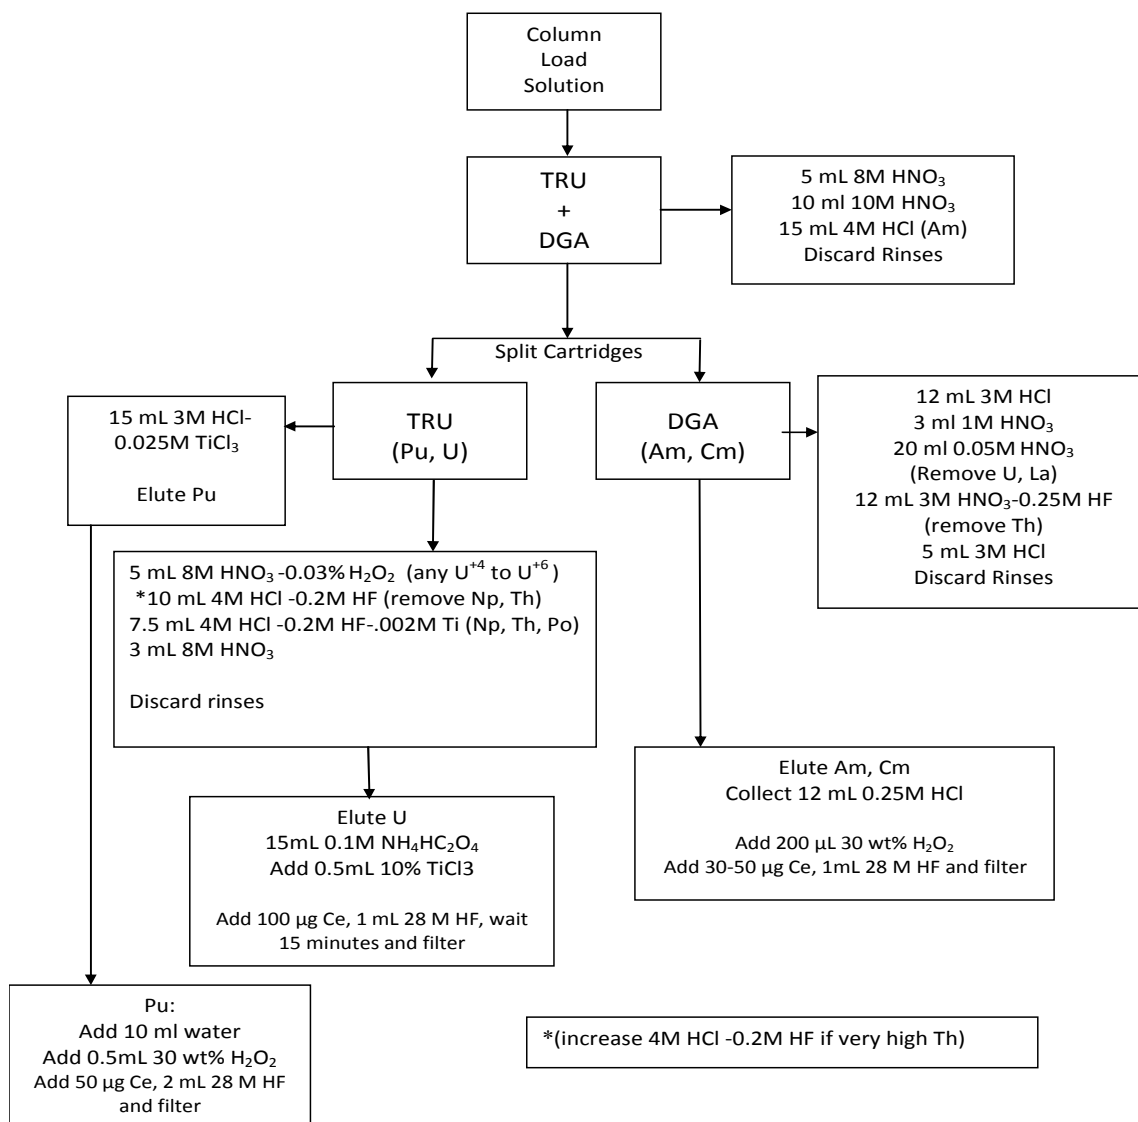 Column
Load
Solution
TRU
+
DGA
5 mL 8M HNO₃
10 ml 10M HNO₃
15 mL 4M HCl (Am)
Discard Rinses
Split Cartridges
15 mL 3M HCl-
0.025M TiCl₃
Elute Pu
TRU
(Pu, U)
DGA
(Am, Cm)
12 mL 3M HCl
3 ml 1M HNO₃
20 ml 0.05M HNO₃
(Remove U, La)
12 mL 3M HNO₃-0.25M HF
(remove Th)
5 mL 3M HCl
Discard Rinses
5 mL 8M HNO₃ -0.03% H₂O₂ (any U⁺⁴ to U⁺⁶ )
*10 mL 4M HCl -0.2M HF (remove Np, Th)
7.5 mL 4M HCl -0.2M HF-.002M Ti (Np, Th, Po)
3 mL 8M HNO₃
Discard rinses
Elute U
15mL 0.1M NH₄HC₂O₄
Add 0.5mL 10% TiCl3
Add 100 µg Ce, 1 mL 28 M HF, wait
15 minutes and filter
Elute Am, Cm
Collect 12 mL 0.25M HCl
Add 200 µL 30 wt% H₂O₂
Add 30-50 µg Ce, 1mL 28 M HF and filter
Pu:
Add 10 ml water
Add 0.5mL 30 wt% H₂O₂
Add 50 µg Ce, 2 mL 28 M HF
and filter
*(increase 4M HCl -0.2M HF if very high Th)